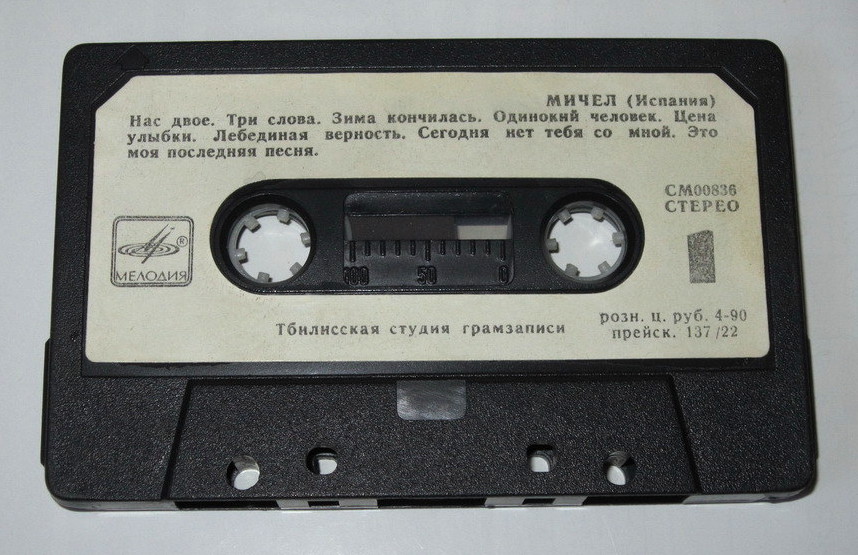 МИЧЕЛ (Испания)
Нас двое. Три слова. Зима кончилась. Одинокий человек. Цена
улыбки. Лебединая верность. Сегодня нет тебя со мной. Это
моя последняя песня.
СМ00836
СТЕРЕО
®
МЕЛОДИЯ
1
100 50 0
Тбилисская студия грамзаписи
розн. ц. руб. 4-90
прейск. 137/22